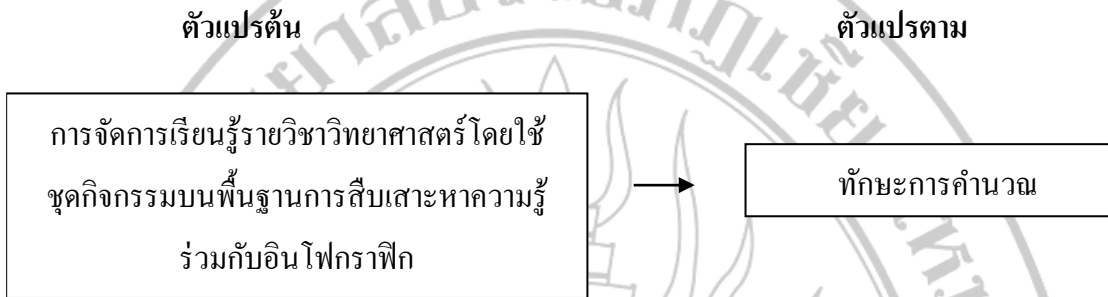 ตัวแปรต้น
ตัวแปรตาม
การจัดการเรียนรู้รายวิชาวิทยาศาสตร์โดยใช้
ชุดกิจกรรมบนพื้นฐานการสืบเสาะหาความรู้
ร่วมกับอินโฟกราฟิก
ทักษะการคำนวณ